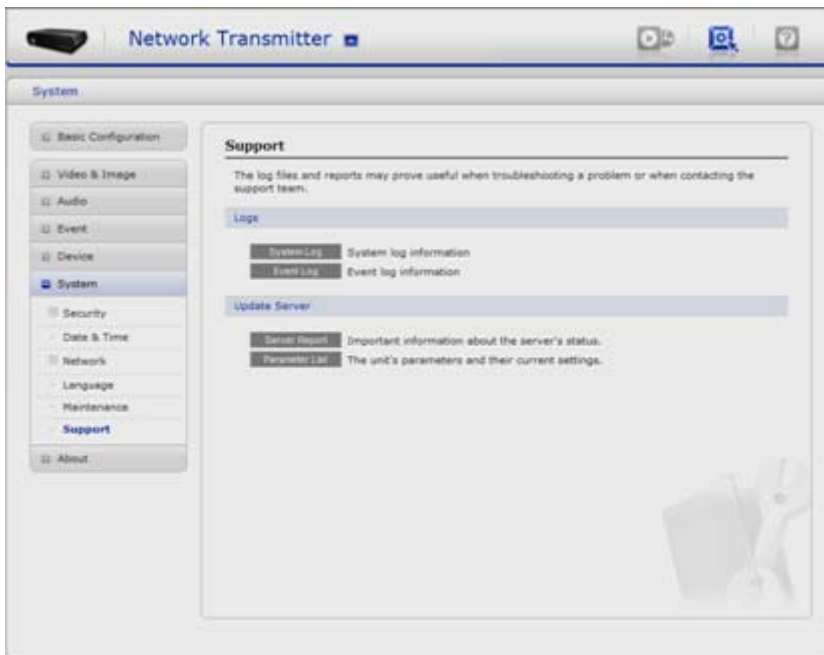 Network Transmitter
System
Basic Configuration
Video & Image
Audio
Event
Device
System
Security
Date & Time
Network
Language
Maintenance
Support
About
Support
The log files and reports may prove useful when troubleshooting a problem or when contacting the
support team.
Logs
System Log System log information
Event Log Event log information
Update Server
Server Report Important information about the server's status.
Parameter List The unit's parameters and their current settings.